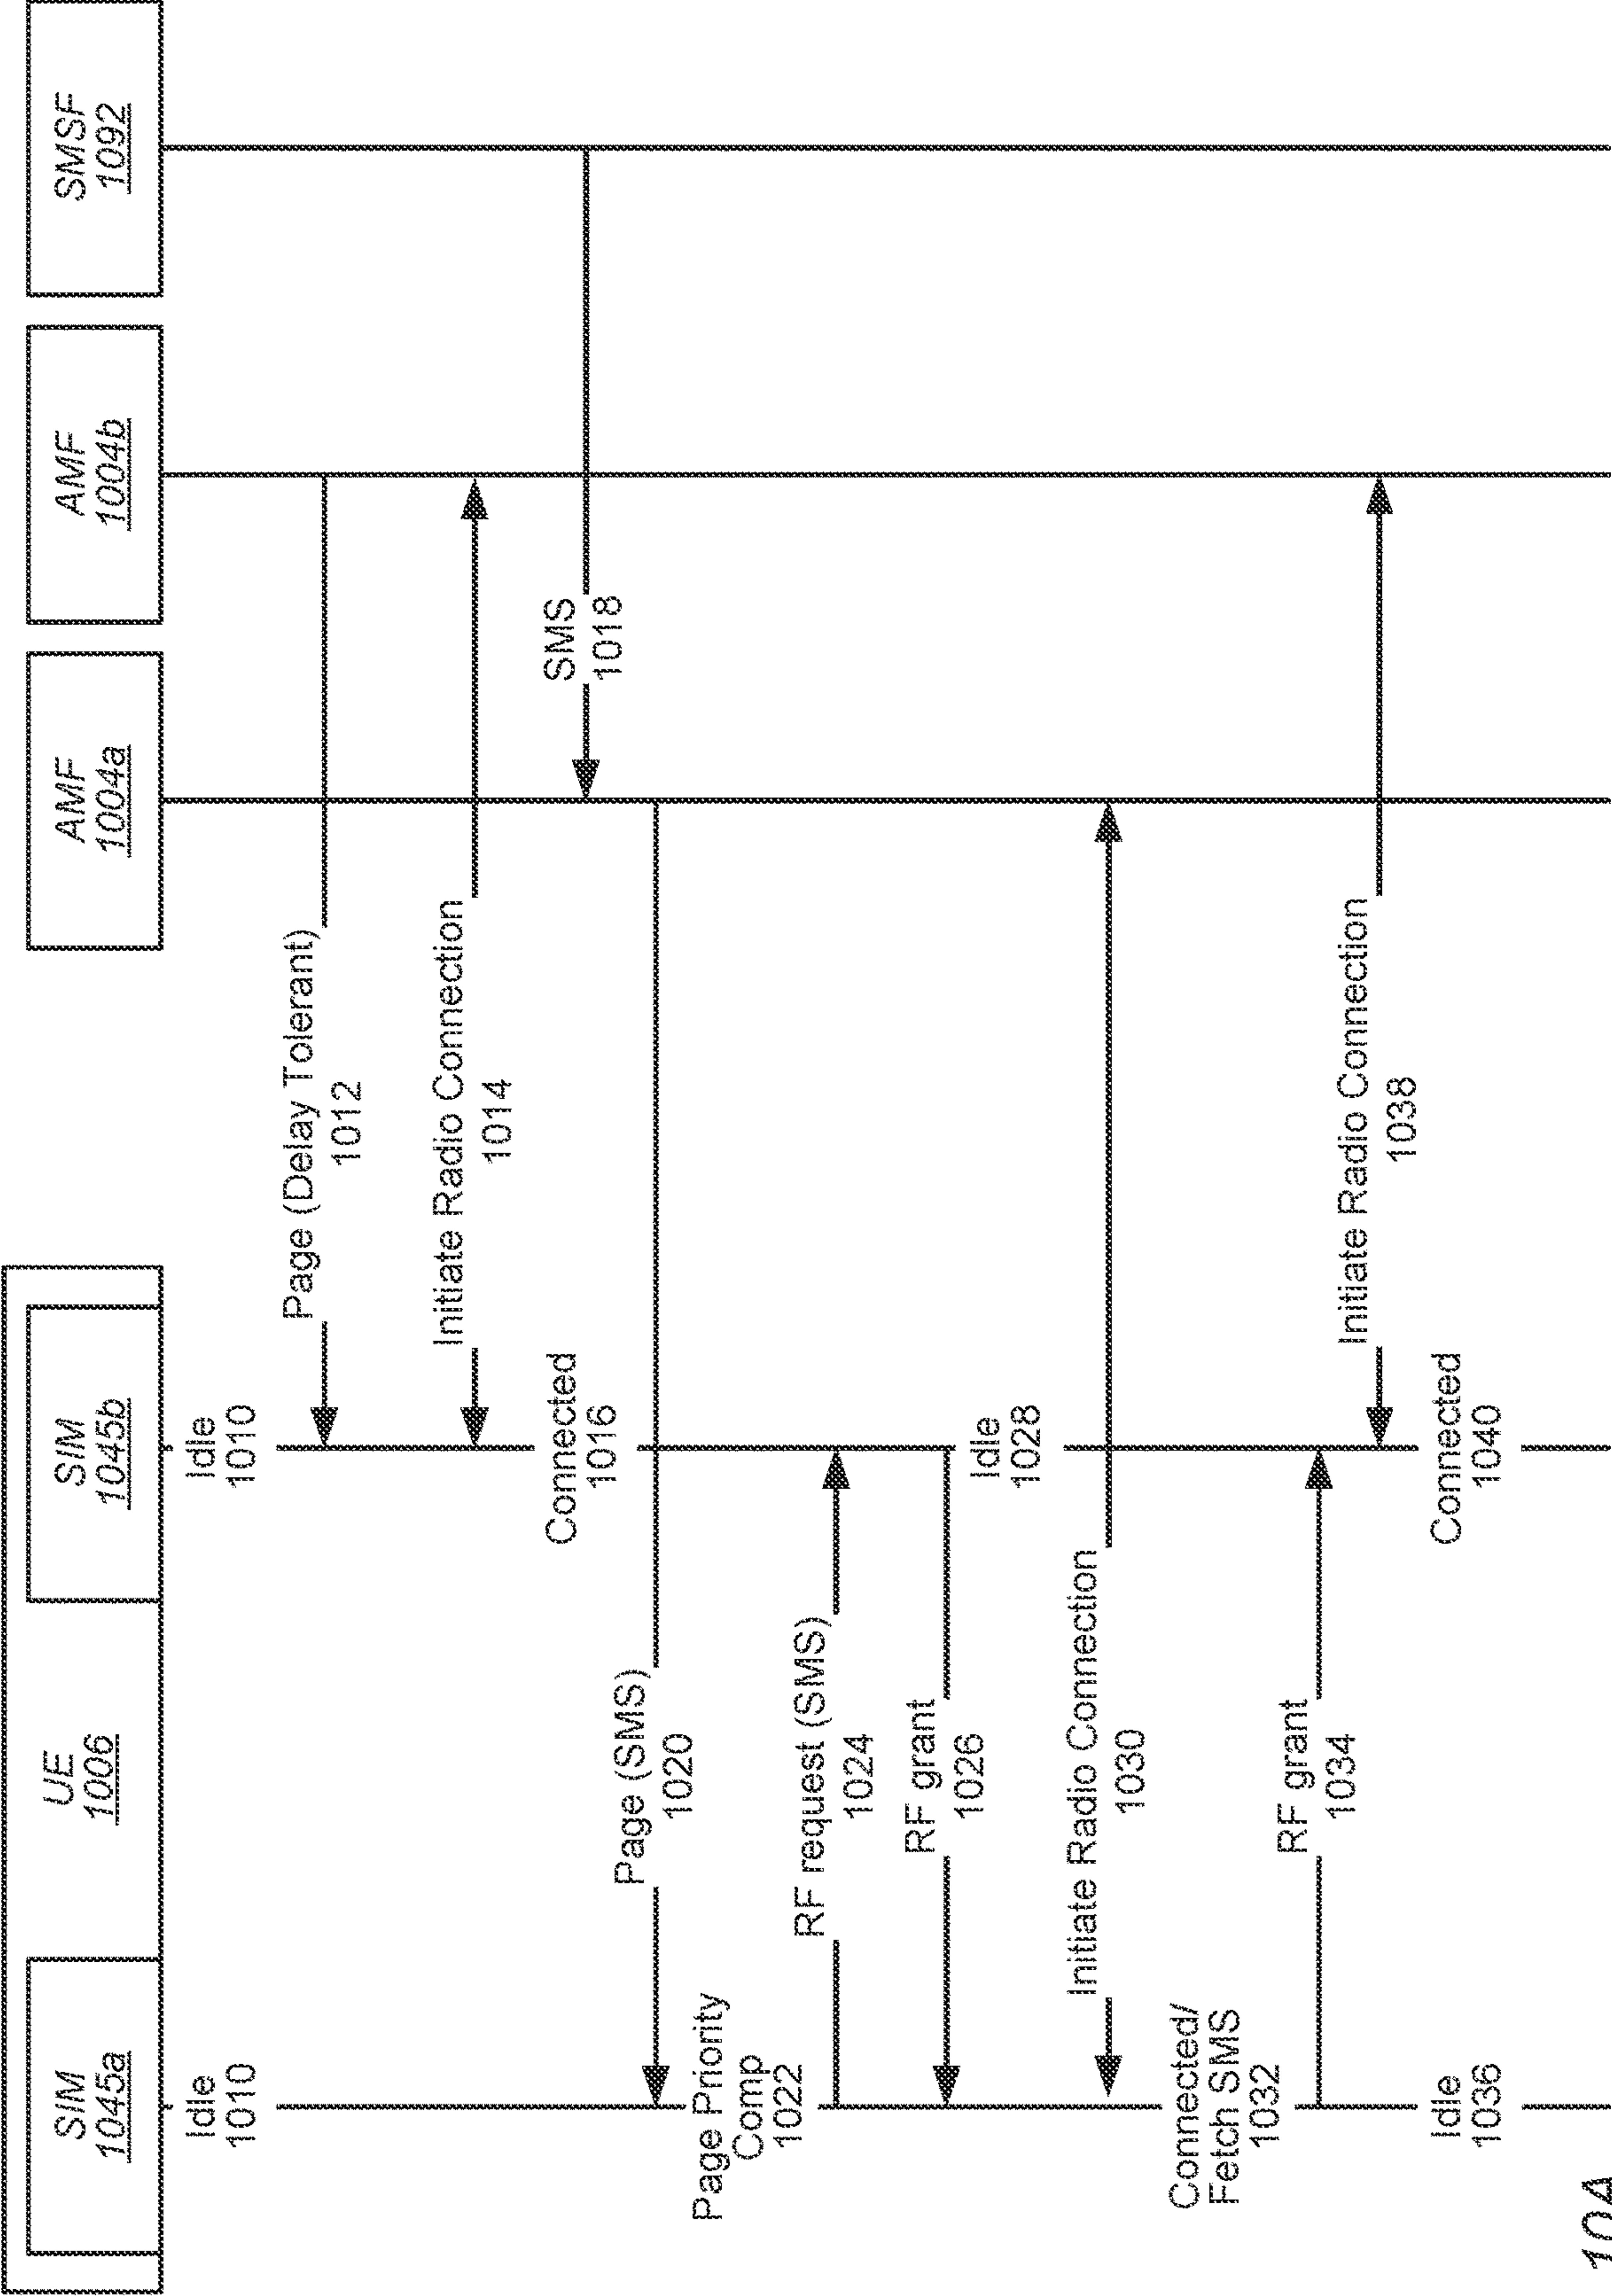 UE
1006
SIM
1045a
SIM
1045b
AMF
1004a
AMF
1004b
SMSF
1092
Idle
1010
Idle
1010
Page (Delay Tolerant)
1012
Initiate Radio Connection
1014
Connected
1016
SMS
1018
Page (SMS)
1020
Page Priority
Comp
1022
RF request (SMS)
1024
RF grant
1026
Idle
1028
Initiate Radio Connection
1030
Connected/
Fetch SMS
1032
RF grant
1034
Idle
1036
Initiate Radio Connection
1038
Connected
1040
10A